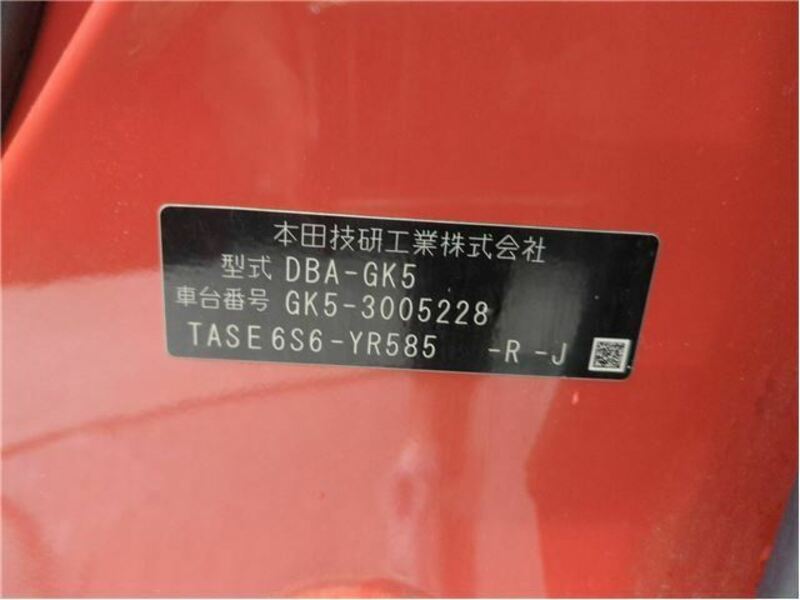 本田技研工業株式会社
型式 DBA-GK5
車台番号 GK5-3005228
TASE6S6-YR585 -R -J